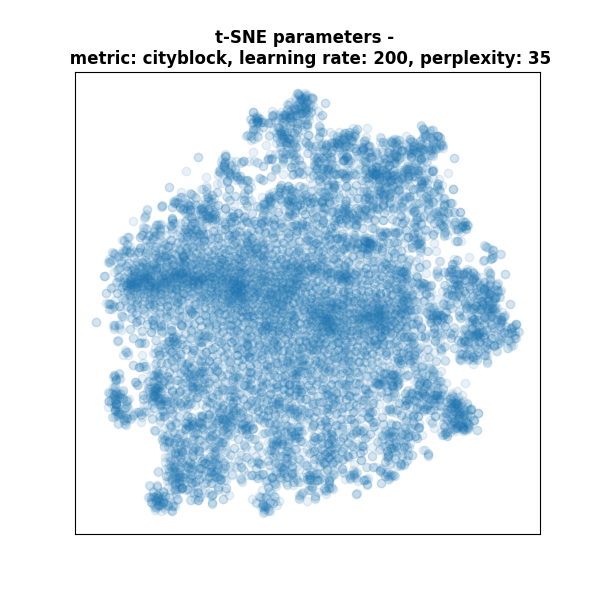 t-SNE parameters -
metric: cityblock, learning rate: 200, perplexity: 35